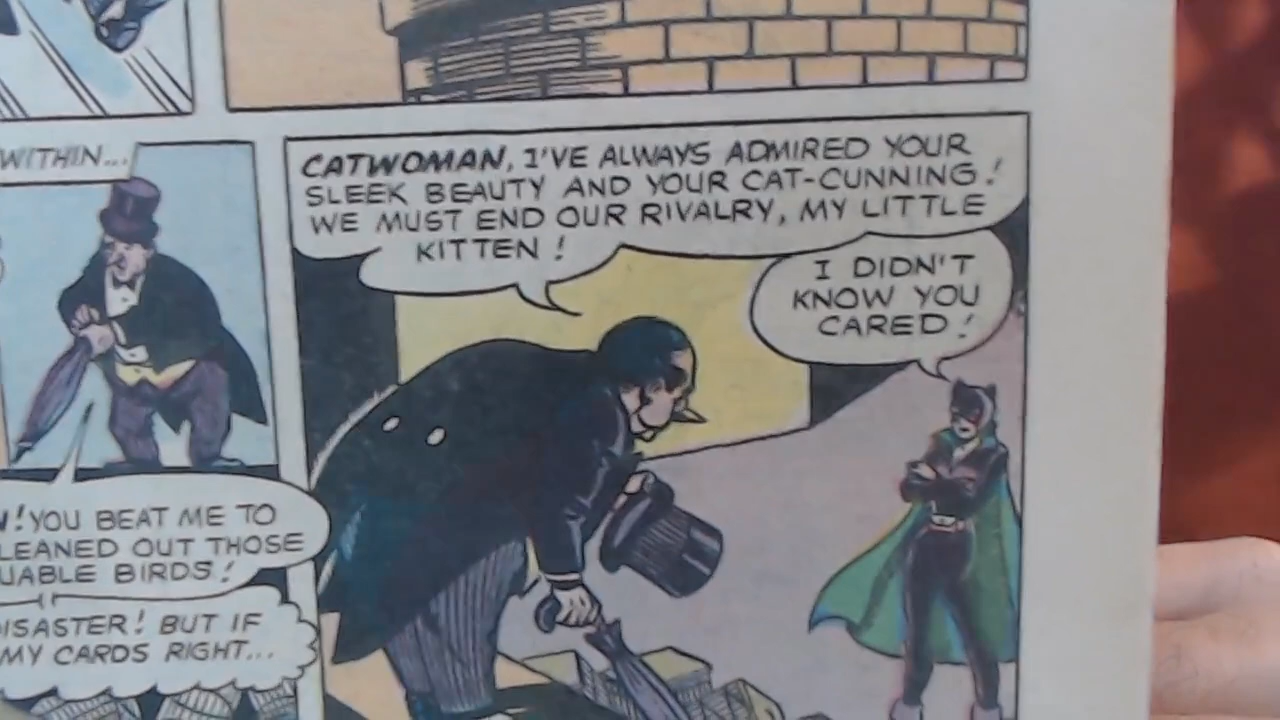 WITHIN...
!YOU BEAT ME TO
LEANED OUT THOSE
UABLE BIRDS!
ISASTER! BUT IF
MY CARDS RIGHT...
CATWOMAN, I'VE ALWAYS ADMIRED YOUR
SLEEK BEAUTY AND YOUR CAT-CUNNING!
WE MUST END OUR RIVALRY, MY LITTLE
KITTEN!
I DIDN'T
KNOW YOU
CARED!